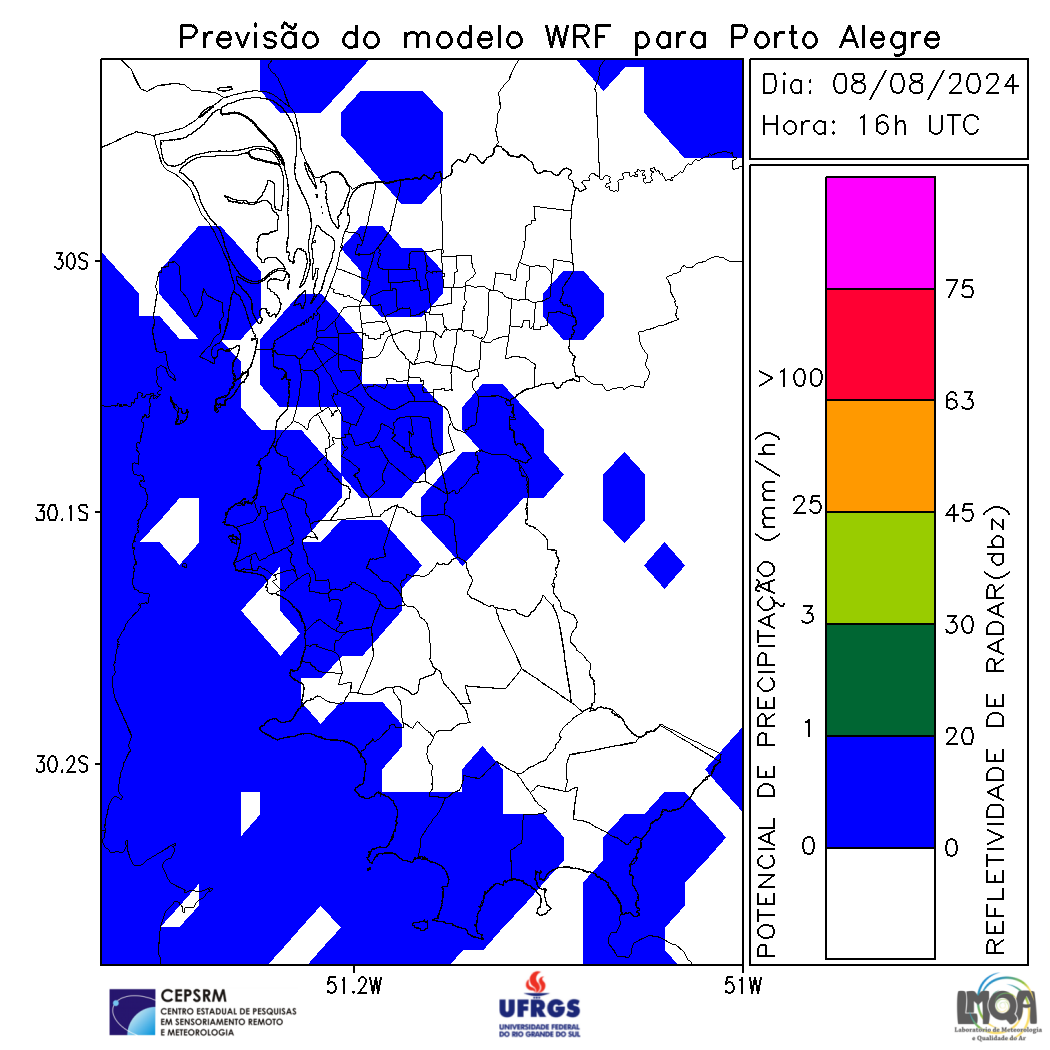 Previsão do modelo WRF para Porto Alegre
Dia: 08/08/2024
Hora: 16h UTC
30S
30.1S
30.2S
51.2W
51W
POTENCIAL DE PRECIPITAÇÃO (mm/h)
>100
25
3
1
0
75
63
45
30
20
0
REFLETIVIDADE DE RADAR(dbz)
CEPSRM
CENTRO ESTADUAL DE PESQUISAS
EM SENSORIAMENTO REMOTO
E METEOROLOGIA
UFRGS
UNIVERSIDADE FEDERAL
DO RIO GRANDE DO SUL
LMQA
Laboratório de Meteorologia
e Qualidade do Ar